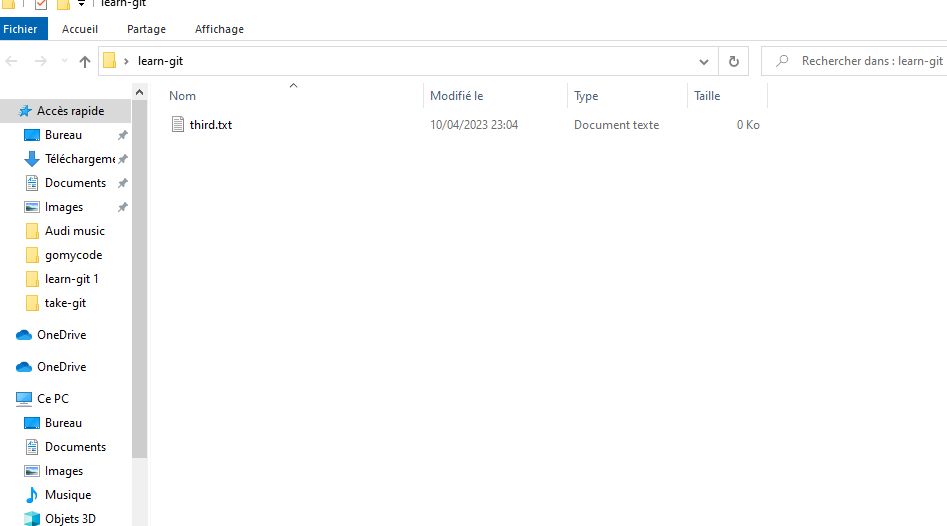 learn-git
Fichier Accueil Partage Affichage
learn-git
Rechercher dans : learn-git
Nom Modifié le Type Taille
third.txt 10/04/2023 23:04 Document texte 0 Ko
Accès rapide
Bureau
Téléchargeme
Documents
Images
Audi music
gomycode
learn-git 1
take-git
OneDrive
OneDrive
Ce PC
Bureau
Documents
Images
Musique
Objets 3D